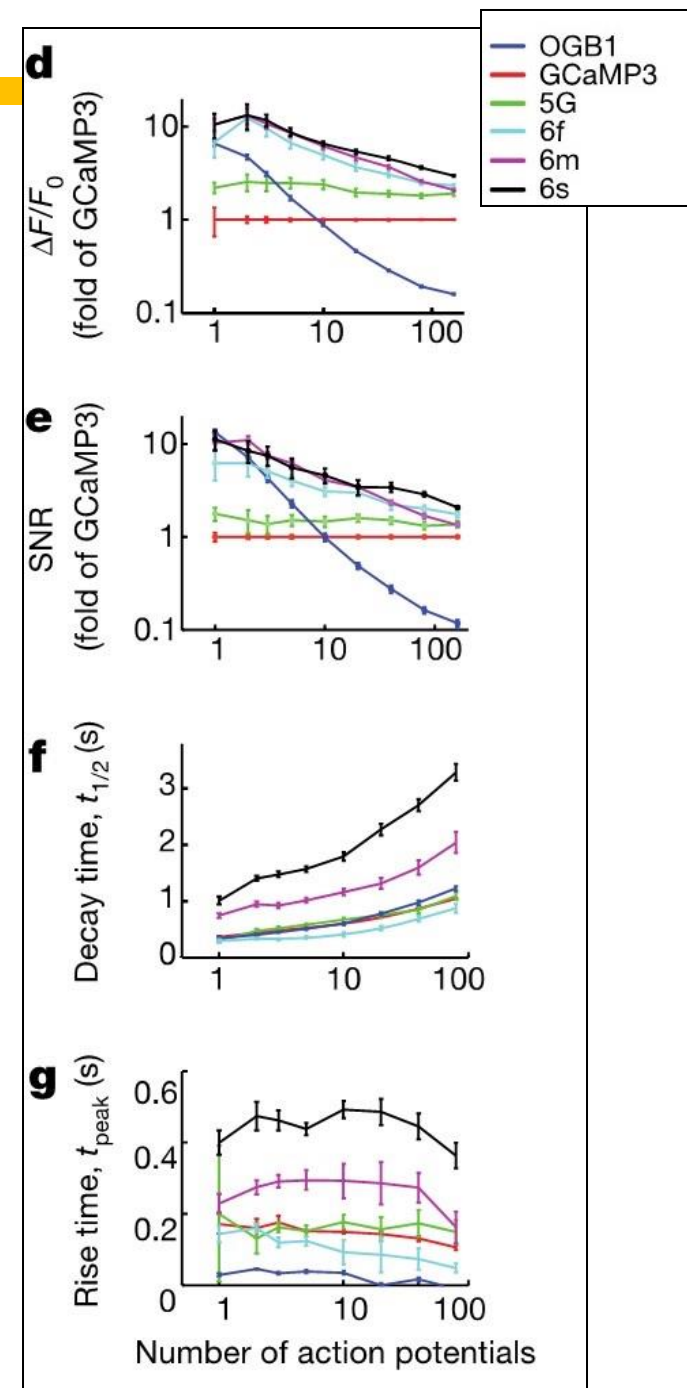 OGB1
GCaMP3
5G
6f
6m
6s
d
ΔF/F0
(fold of GCaMP3)
10
1
0.1
1 10 100
e
SNR
(fold of GCaMP3)
10
1
0.1
1 10 100
f
Decay time, t1/2 (s)
3
2
1
0
1 10 100
g
Rise time, tpeak (s)
0.6
0.4
0.2
0
1 10 100
Number of action potentials